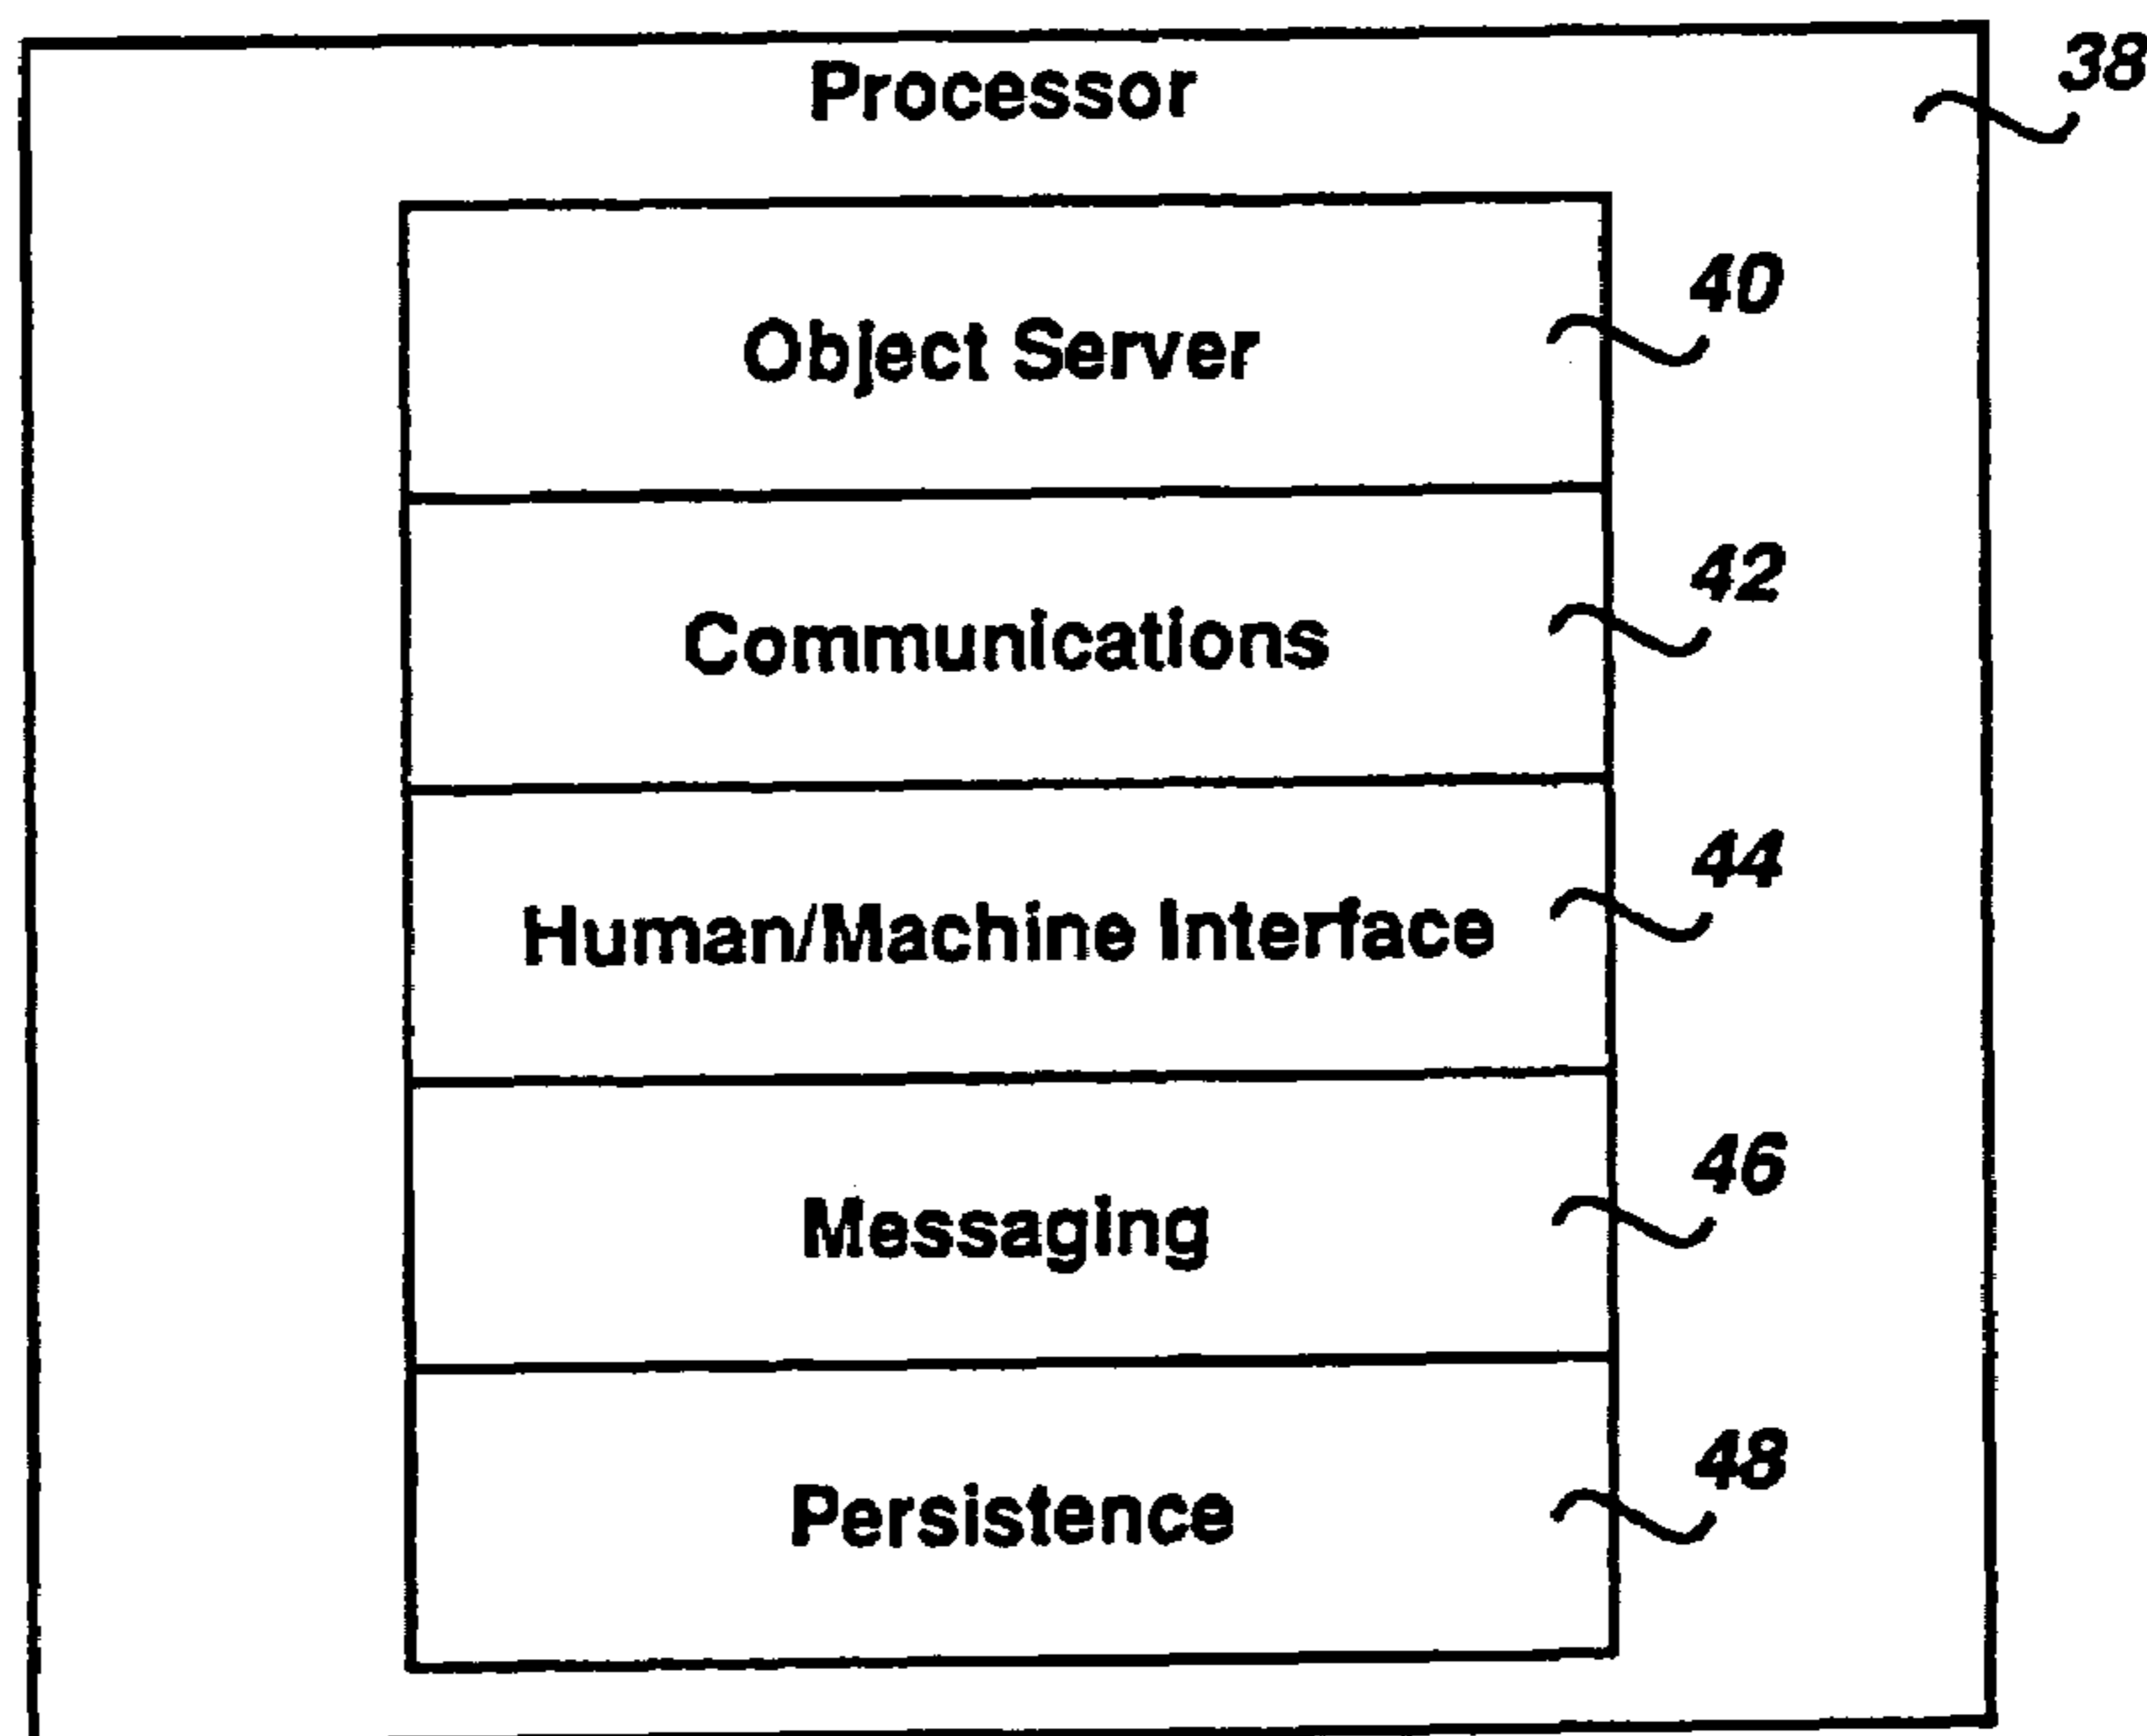 Processor
38
Object Server
40
Communications
42
Human/Machine Interface
44
Messaging
46
Persistence
48